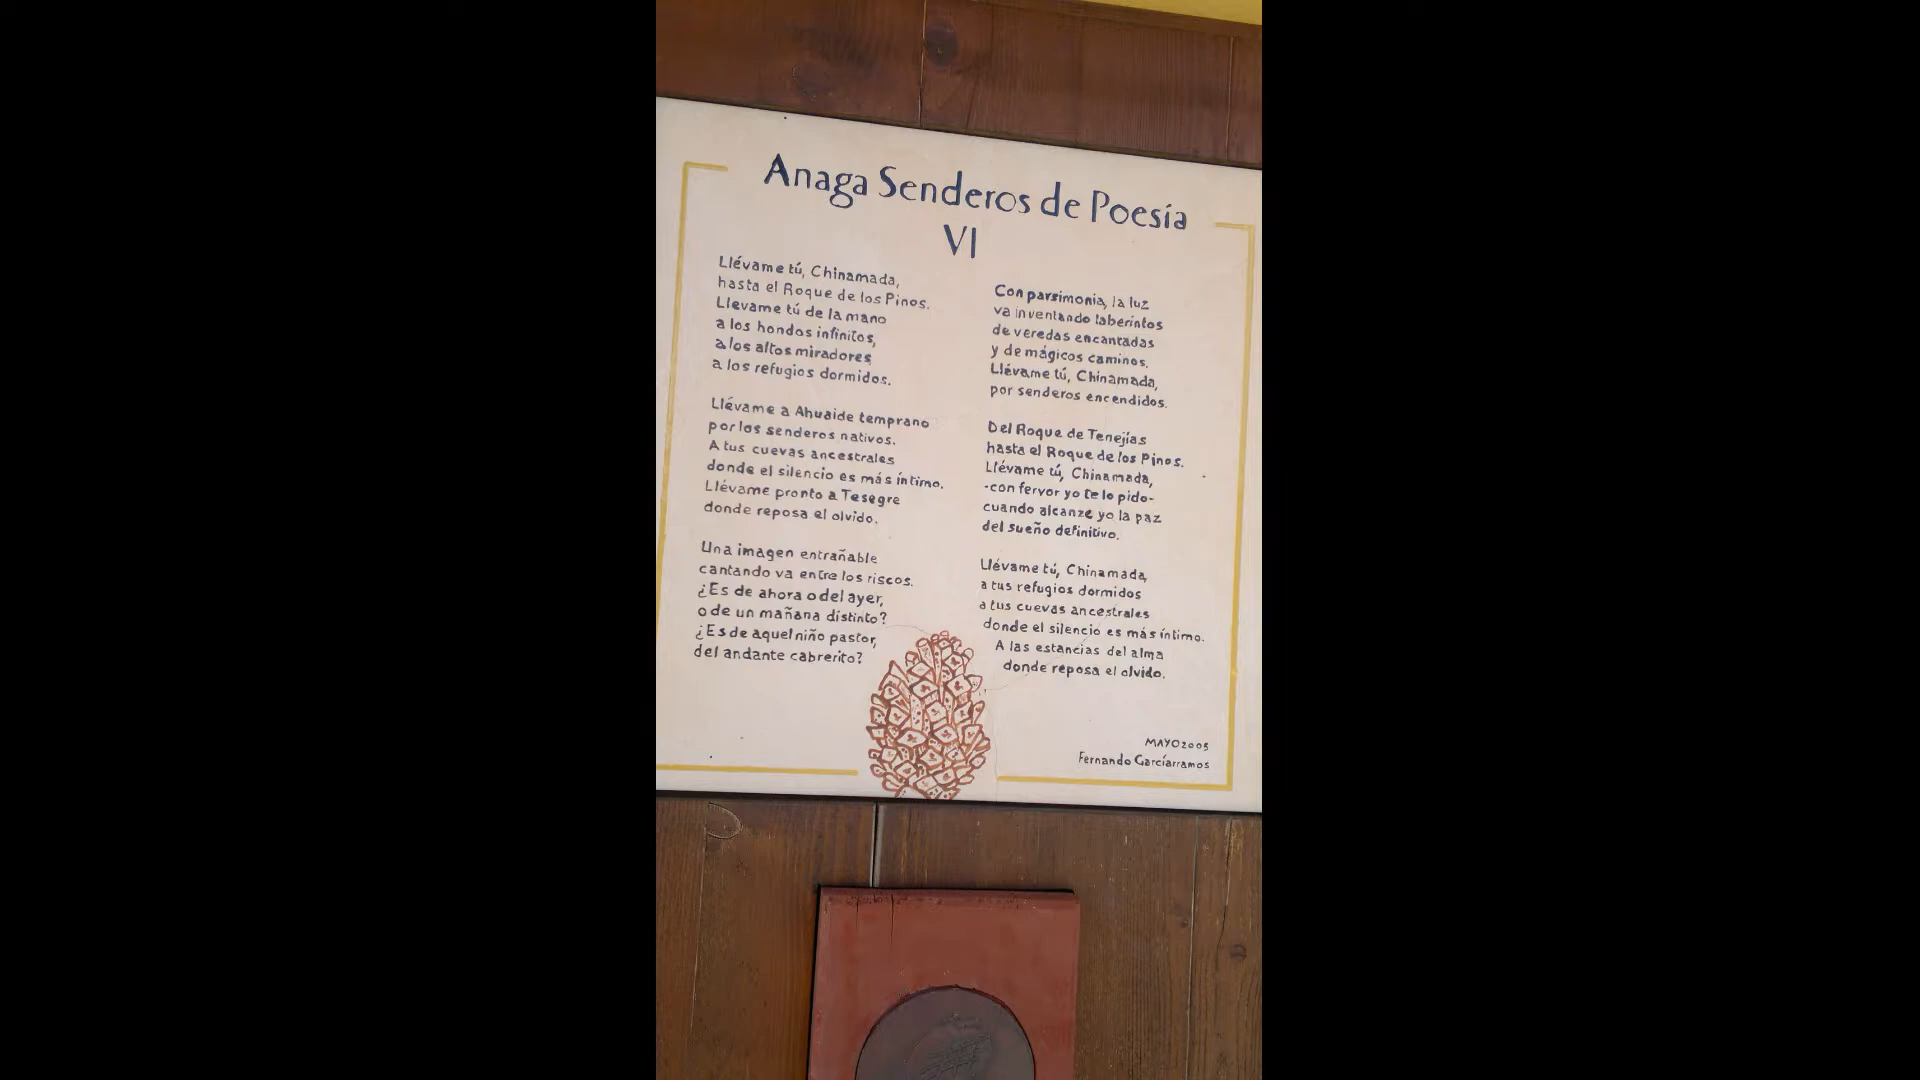 Anaga Senderos de Poesía
VI
Llévame tú, Chinamada,
hasta el Roque de los Pinos.
Llevame tú de la mano
a los hondos infinitos,
a los altos miradores
a los refugios dormidos.
Llévame a Ahuaide temprano
por los senderos nativos.
A tus cuevas ancestrales
donde el silencio es más íntimo.
Llévame pronto a Tesegre
donde reposa el olvido.
Una imagen entrañable
cantando va entre los riscos.
¿Es de ahora o del ayer,
o de un mañana distinto?
¿Es de aquel niño pastor,
del andante cabrerito?
Con parsimonia, la luz
va inventando laberintos
de veredas encantadas
y de mágicos caminos.
Llévame tú, Chinamada,
por senderos encendidos.
Del Roque de Tenejías
hasta el Roque de los Pinos.
Llévame tú, Chinamada,
-con fervor yo te lo pido-
cuando alcanze yo la paz
del sueño definitivo.
Llévame tú, Chinamada,
a tus refugios dormidos
a tus cuevas ancestrales
donde el silencio es más íntimo.
A las estancias del alma
donde reposa el olvido.
MAYO 2005
Fernando Garcíarramos